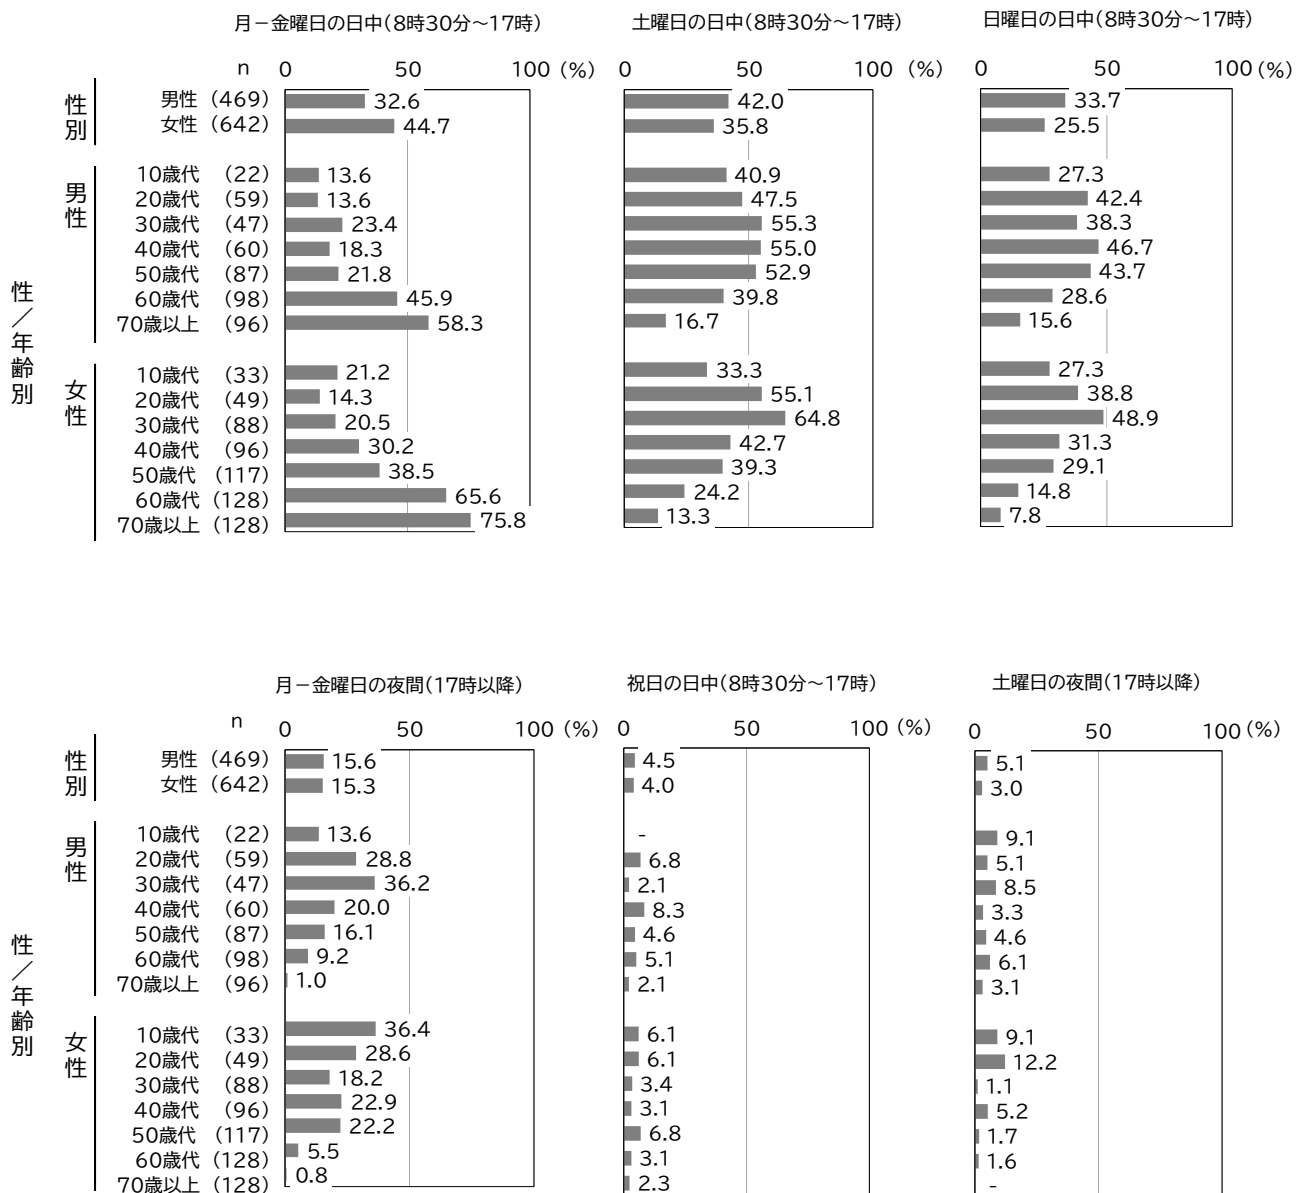 月－金曜日の日中(8時30分～17時) 土曜日の日中(8時30分～17時) 日曜日の日中(8時30分～17時)
n 0 50 100 (%) 0 50 100 (%) 0 50 100 (%)
性別
男性 (469) 32.6 42.0 33.7
女性 (642) 44.7 35.8 25.5
性／年齢別
男性
10歳代 (22) 13.6 40.9 27.3
20歳代 (59) 13.6 47.5 42.4
30歳代 (47) 23.4 55.3 38.3
40歳代 (60) 18.3 55.0 46.7
50歳代 (87) 21.8 52.9 43.7
60歳代 (98) 45.9 39.8 28.6
70歳以上 (96) 58.3 16.7 15.6
女性
10歳代 (33) 21.2 33.3 27.3
20歳代 (49) 14.3 55.1 38.8
30歳代 (88) 20.5 64.8 48.9
40歳代 (96) 30.2 42.7 31.3
50歳代 (117) 38.5 39.3 29.1
60歳代 (128) 65.6 24.2 14.8
70歳以上 (128) 75.8 13.3 7.8
月－金曜日の夜間(17時以降) 祝日の日中(8時30分～17時) 土曜日の夜間(17時以降)
n 0 50 100 (%) 0 50 100 (%) 0 50 100 (%)
性別
男性 (469) 15.6 4.5 5.1
女性 (642) 15.3 4.0 3.0
性／年齢別
男性
10歳代 (22) 13.6 - 9.1
20歳代 (59) 28.8 6.8 5.1
30歳代 (47) 36.2 2.1 8.5
40歳代 (60) 20.0 8.3 3.3
50歳代 (87) 16.1 4.6 4.6
60歳代 (98) 9.2 5.1 6.1
70歳以上 (96) 1.0 2.1 3.1
女性
10歳代 (33) 36.4 6.1 9.1
20歳代 (49) 28.6 6.1 12.2
30歳代 (88) 18.2 3.4 1.1
40歳代 (96) 22.9 3.1 5.2
50歳代 (117) 22.2 6.8 1.7
60歳代 (128) 5.5 3.1 1.6
70歳以上 (128) 0.8 2.3 -